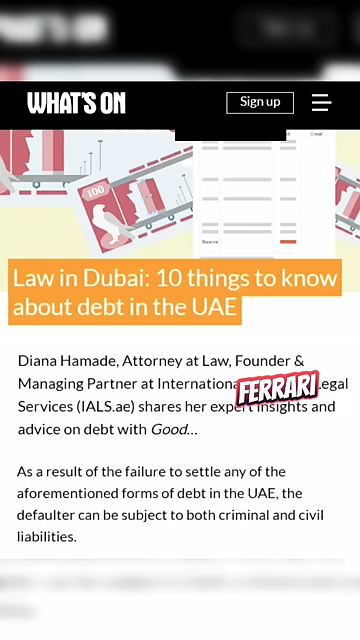 WHAT'S ON
Sign up
100
Balance
Law in Dubai: 10 things to know
about debt in the UAE
Diana Hamade, Attorney at Law, Founder &
Managing Partner at Internationa
FERRARI
Legal
Services (IALS.ae) shares her expert insights and
advice on debt with Good...
As a result of the failure to settle any of the
aforementioned forms of debt in the UAE, the
defaulter can be subject to both criminal and civil
liabilities.